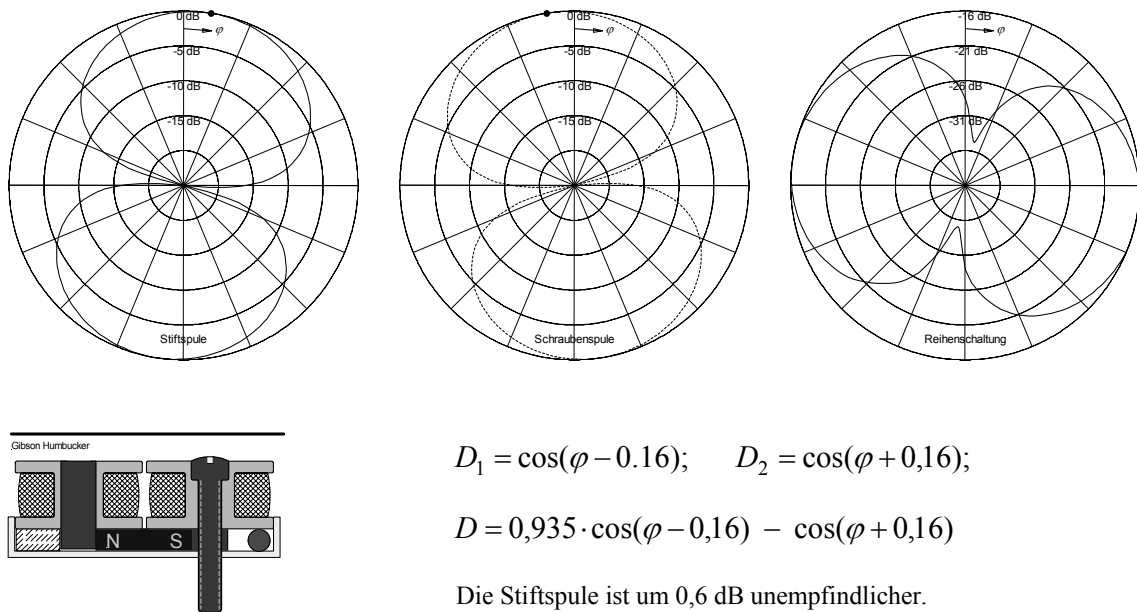 0 dB
φ
-5 dB
-10 dB
-15 dB
Stiftspule
0 dB
φ
-5 dB
-10 dB
-15 dB
Schraubenspule
-16 dB
φ
-21 dB
-26 dB
-31 dB
Reihenschaltung
Gibson Humbucker
N S
D₁ = cos(φ − 0.16); D₂ = cos(φ + 0,16);
D = 0,935 · cos(φ − 0,16) − cos(φ + 0,16)
Die Stiftspule ist um 0,6 dB unempfindlicher.